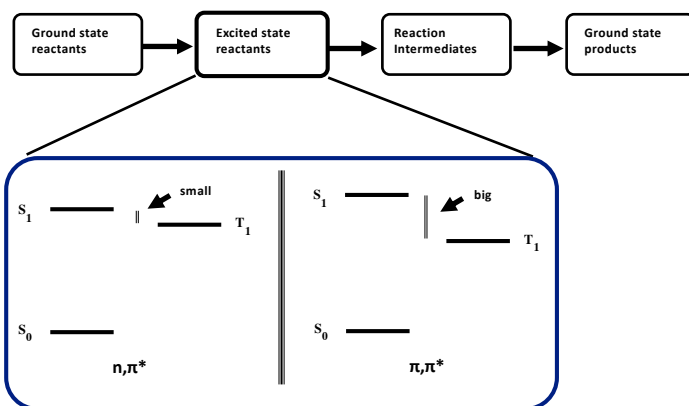 Ground state
reactants
Excited state
reactants
Reaction
Intermediates
Ground state
products
small
S1
T1
S0
n,π*
big
S1
T1
S0
π,π*